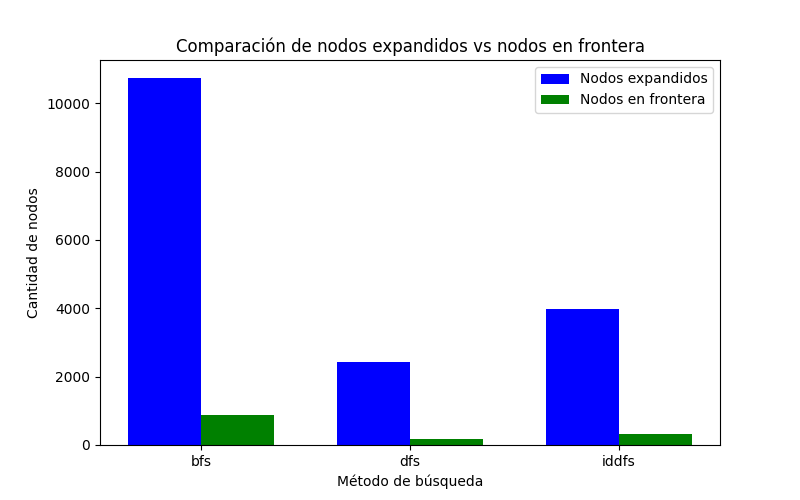 Comparación de nodos expandidos vs nodos en frontera
Nodos expandidos
Nodos en frontera
10000
8000
6000
4000
2000
0
Cantidad de nodos
bfs
dfs
iddfs
Método de búsqueda